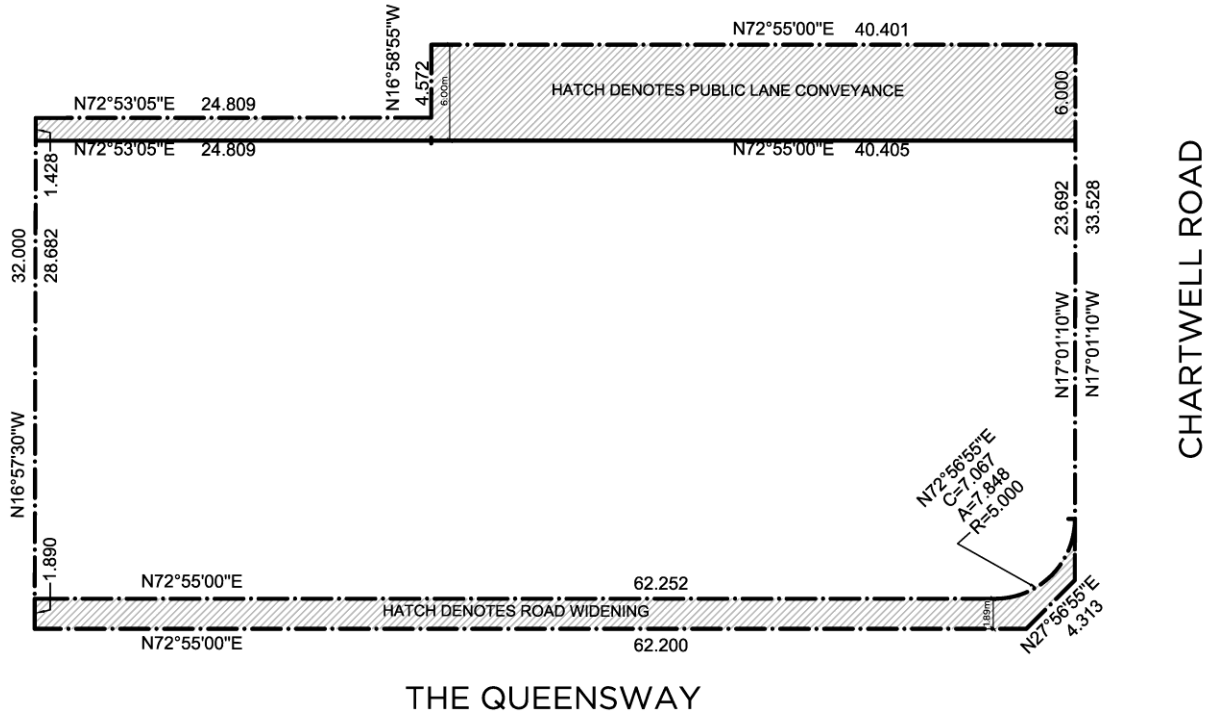 N72°55'00"E 40.401
N16°58'55"W
4.572
6.00m
HATCH DENOTES PUBLIC LANE CONVEYANCE
6.000
N72°53'05"E 24.809
N72°53'05"E 24.809
N72°55'00"E 40.405
1.428
32.000
28.682
23.692
33.528
CHARTWELL ROAD
N17°01'10"W
N17°01'10"W
N16°57'30"W
N72°56'55"E
C=7.067
A=7.848
R=5.000
1.890
N72°55'00"E 62.252
HATCH DENOTES ROAD WIDENING
1.89m
N27°56'55"E
4.313
N72°55'00"E 62.200
THE QUEENSWAY